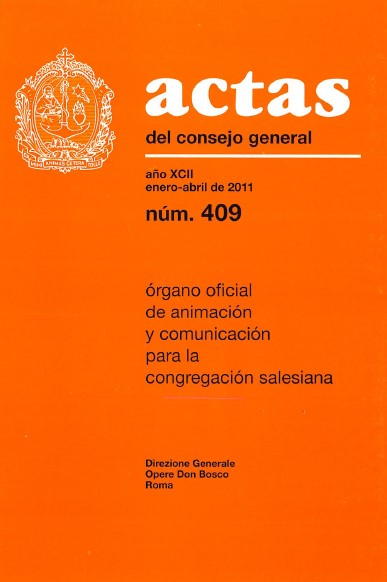 actas
del consejo general
año XCII
enero-abril de 2011
núm. 409
órgano oficial
de animación
y comunicación
para la
congregación salesiana
Direzione Generale
Opere Don Bosco
Roma